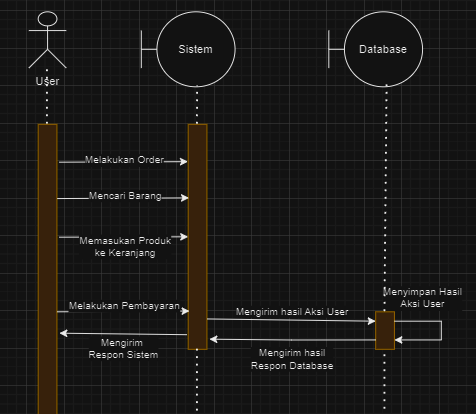 User
Sistem
Database
Melakukan Order
Mencari Barang
Memasukan Produk
ke Keranjang
Menyimpan Hasil
Aksi User
Melakukan Pembayaran
Mengirim hasil Aksi User
Mengirim
Respon Sistem
Mengirim hasil
Respon Database